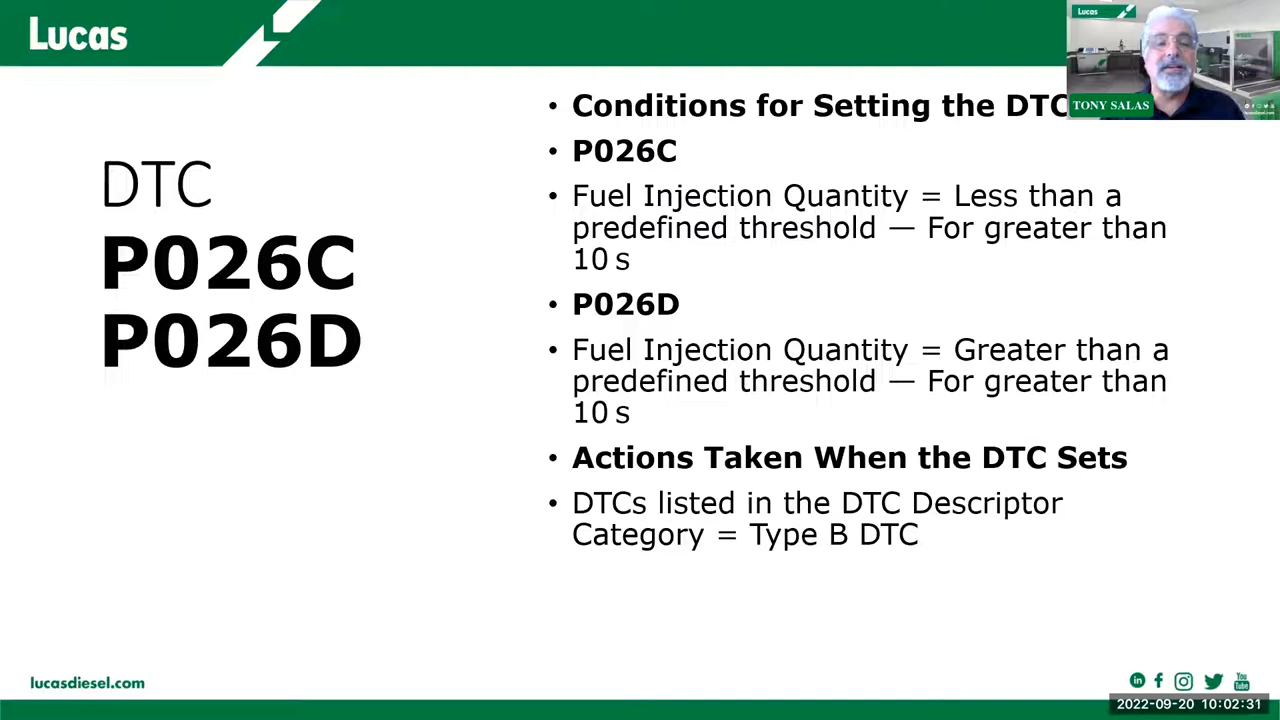 Lucas
Lucas
TONY SALAS
DTC
P026C
P026D
• Conditions for Setting the DTC
• P026C
• Fuel Injection Quantity = Less than a
predefined threshold — For greater than
10 s
• P026D
• Fuel Injection Quantity = Greater than a
predefined threshold — For greater than
10 s
• Actions Taken When the DTC Sets
• DTCs listed in the DTC Descriptor
Category = Type B DTC
lucasdiesel.com
in f You Tube
2022-09-20 10:02:31